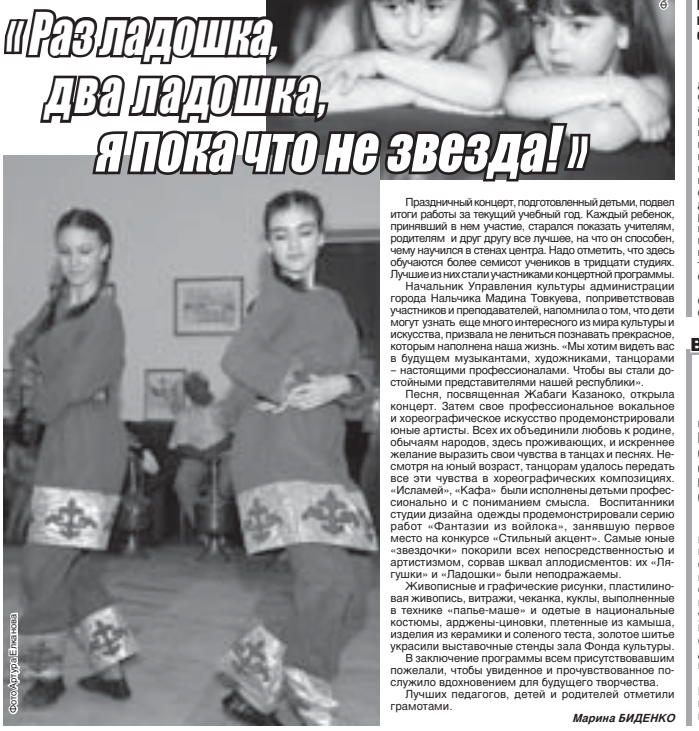 «Раз ладошка,
два ладошка,
я пока что не звезда!»
Праздничный концерт, подготовленный детьми, подвел
итоги работы за текущий учебный год. Каждый ребенок,
принявший в нем участие, старался показать учителям,
родителям и друг другу все лучшее, на что он способен,
чему научился в стенах центра. Надо отметить, что здесь
обучаются более семисот учеников в тридцати студиях.
Лучшие из них стали участниками концертной программы.
Начальник Управления культуры администрации
города Нальчика Мадина Товкуева, поприветствовав
участников и преподавателей, напомнила о том, что дети
могут узнать еще много интересного из мира культуры и
искусства, призвала не лениться познавать прекрасное,
которым наполнена наша жизнь. «Мы хотим видеть вас
в будущем музыкантами, художниками, танцорами
– настоящими профессионалами. Чтобы вы стали до-
стойными представителями нашей республики».
Песня, посвященная Жабаги Казаноко, открыла
концерт. Затем свое профессиональное вокальное
и хореографическое искусство продемонстрировали
юные артисты. Всех их объединили любовь к родине,
обычаям народов, здесь проживающих, и искреннее
желание выразить свои чувства в танцах и песнях. Не-
смотря на юный возраст, танцорам удалось передать
все эти чувства в хореографических композициях.
«Исламей», «Кафа» были исполнены детьми профес-
сионально и с пониманием смысла. Воспитанники
студии дизайна одежды продемонстрировали серию
работ «Фантазии из войлока», занявшую первое
место на конкурсе «Стильный акцент». Самые юные
«звездочки» покорили всех непосредственностью и
артистизмом, сорвав шквал аплодисментов: их «Ля-
гушки» и «Ладошки» были неподражаемы.
Живописные и графические рисунки, пластилино-
вая живопись, витражи, чеканка, куклы, выполненные
в технике «папье-маше» и одетые в национальные
костюмы, арджены-циновки, плетенные из камыша,
изделия из керамики и соленого теста, золотое шитье
украсили выставочные стенды зала Фонда культуры.
В заключение программы всем присутствовавшим
пожелали, чтобы увиденное и прочувствованное по-
служило вдохновением для будущего творчества.
Лучших педагогов, детей и родителей отметили
грамотами.
Марина БИДЕНКО
Фото Артура Елканова